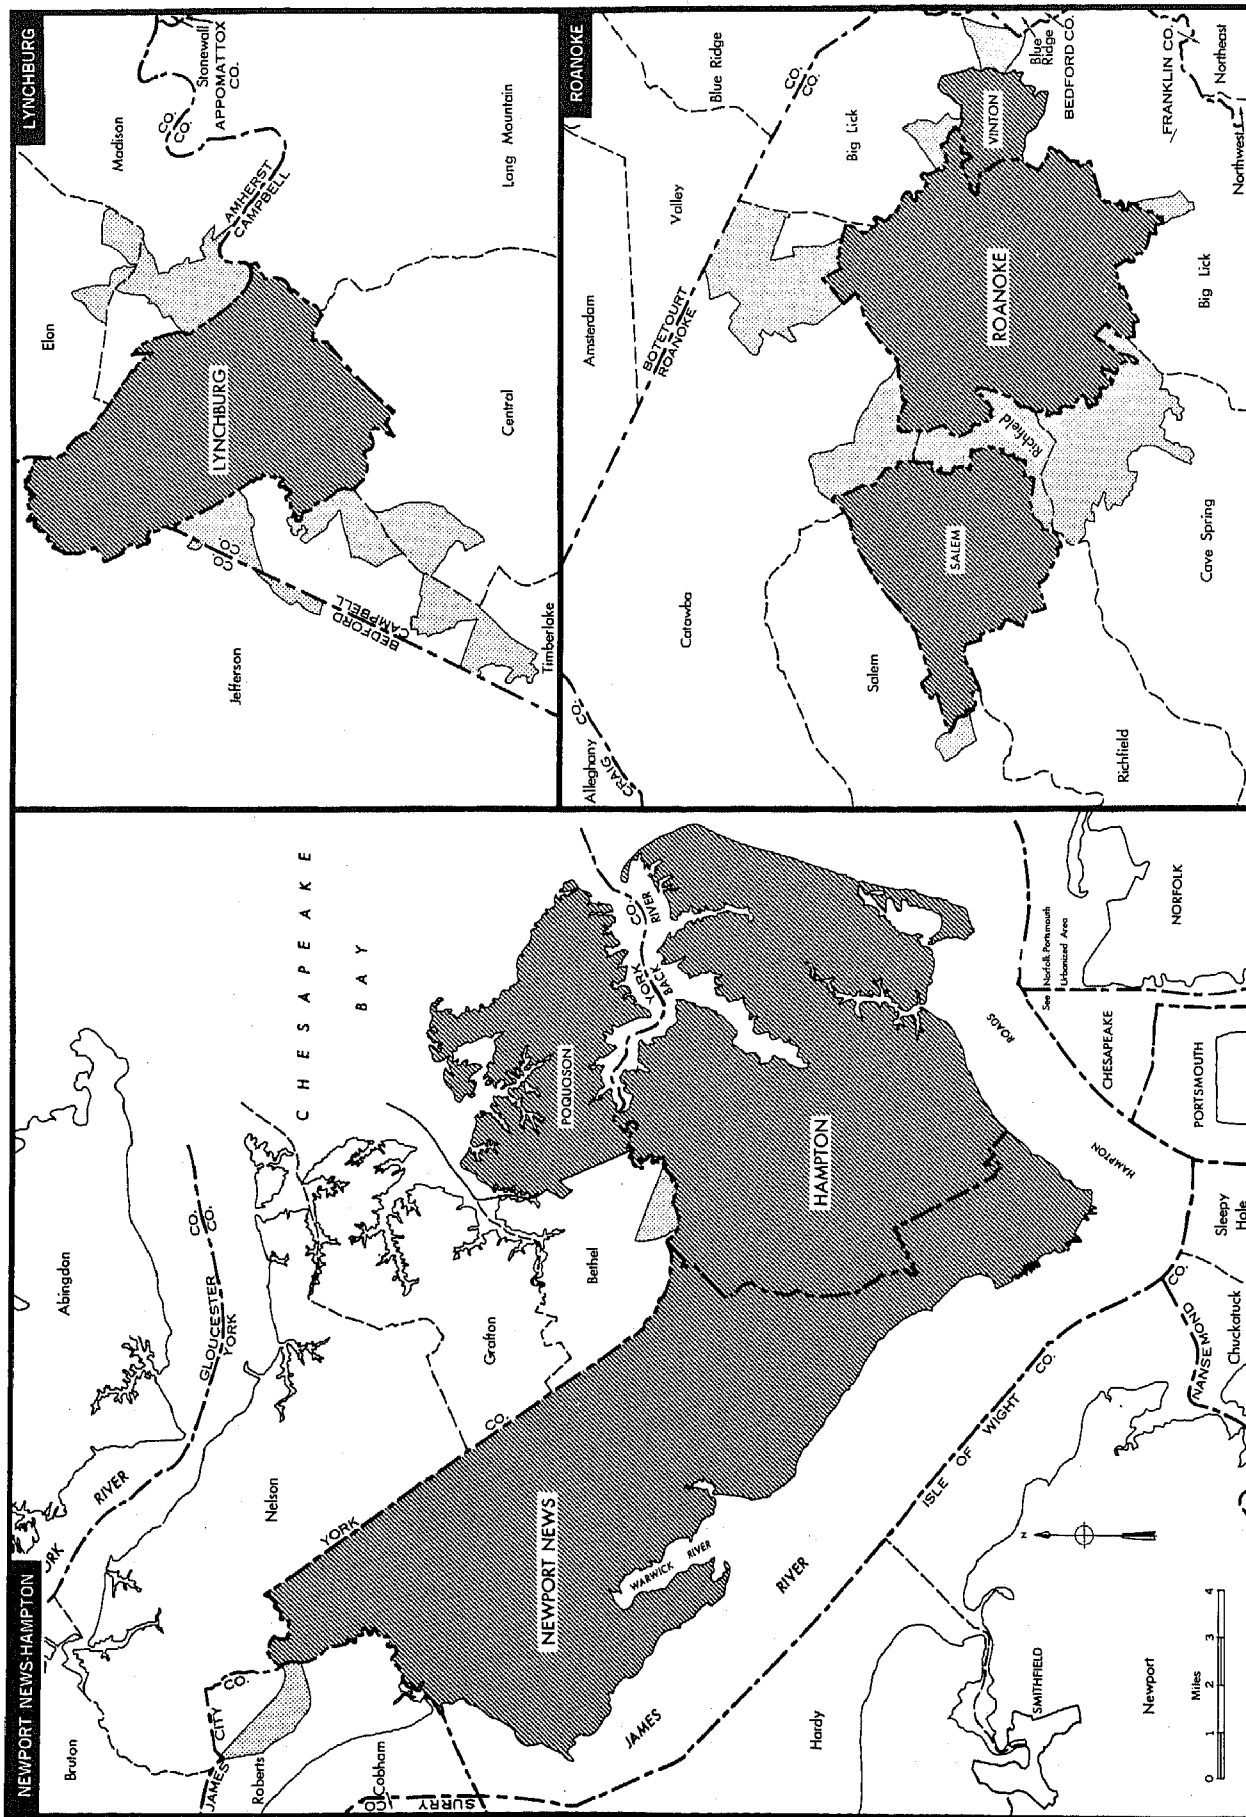 NEWPORT NEWS-HAMPTON
Bruton
JAMES
CITY
CO.
Roberts
Cobham
SURRY
CO.
RIVER
Abingdon
GLOUCESTER
YORK
CO.
CO.
CHESAPEAKE
BAY
Nelson
YORK
CO.
Grafton
Bethel
POQUOSON
YORK
CO.
BACK
RIVER
NEWPORT NEWS
WARWICK RIVER
HAMPTON
JAMES
RIVER
Hardy
ISLE OF WIGHT CO.
HAMPTON
ROADS
See Norfolk-Portsmouth
Urbanized Area
NORFOLK
CHESAPEAKE
PORTSMOUTH
Sleepy
Hole
CO.
NANSEMOND
Chuckatuck
SMITHFIELD
Newport
N
Miles
0 1 2 3 4
LYNCHBURG
Elon
Madison
Stonewall
APPOMATTOX
CO.
CO.
CO.
AMHERST
CAMPBELL
Long Mountain
LYNCHBURG
Central
CO.
CO.
BEDFORD
CAMPBELL
Jefferson
Timberlake
ROANOKE
Alleghany
CRAIG
CO.
Amsterdam
Valley
Blue Ridge
CO.
CO.
BOTETOURT
ROANOKE
Catawba
Big Lick
Salem
SALEM
Richfield
ROANOKE
VINTON
Blue
Ridge
BEDFORD CO.
FRANKLIN CO.
Northeast
Northwest
Big Lick
Cave Spring
Richfield